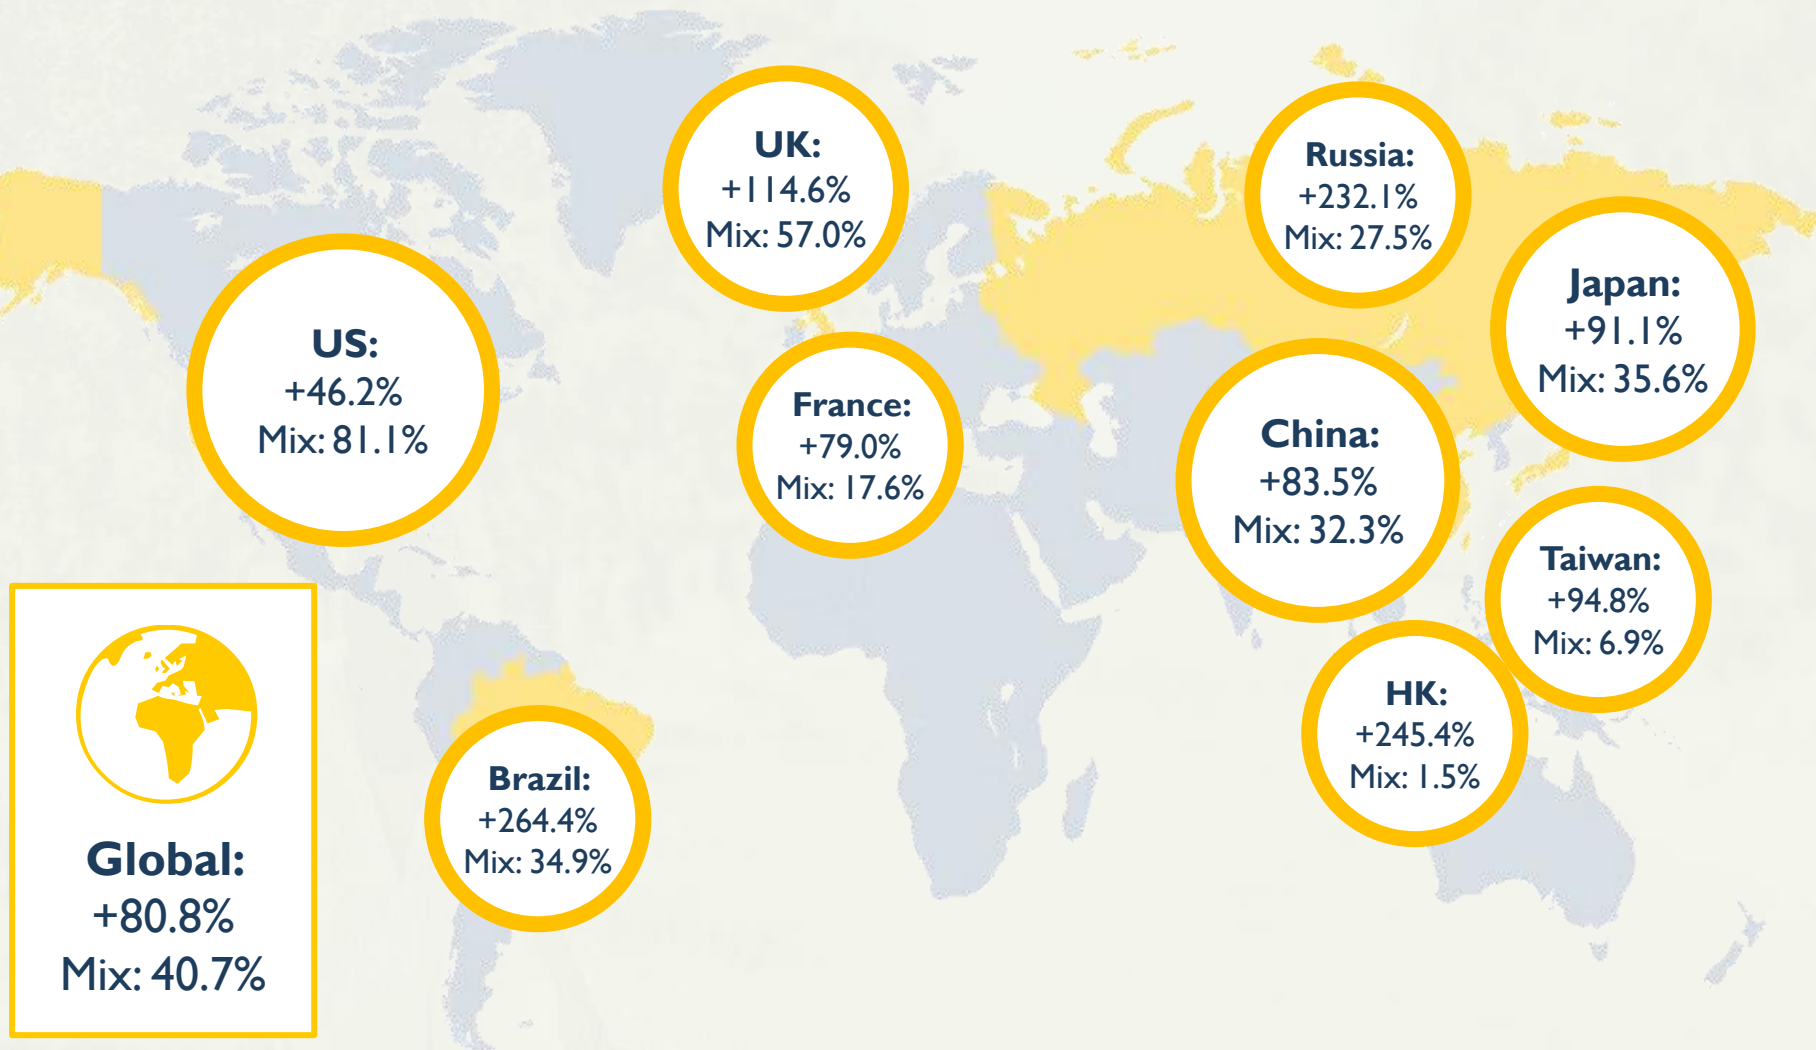 UK:
+114.6%
Mix: 57.0%
Russia:
+232.1%
Mix: 27.5%
Japan:
+91.1%
Mix: 35.6%
US:
+46.2%
Mix: 81.1%
France:
+79.0%
Mix: 17.6%
China:
+83.5%
Mix: 32.3%
Taiwan:
+94.8%
Mix: 6.9%
HK:
+245.4%
Mix: 1.5%
Brazil:
+264.4%
Mix: 34.9%
Global:
+80.8%
Mix: 40.7%